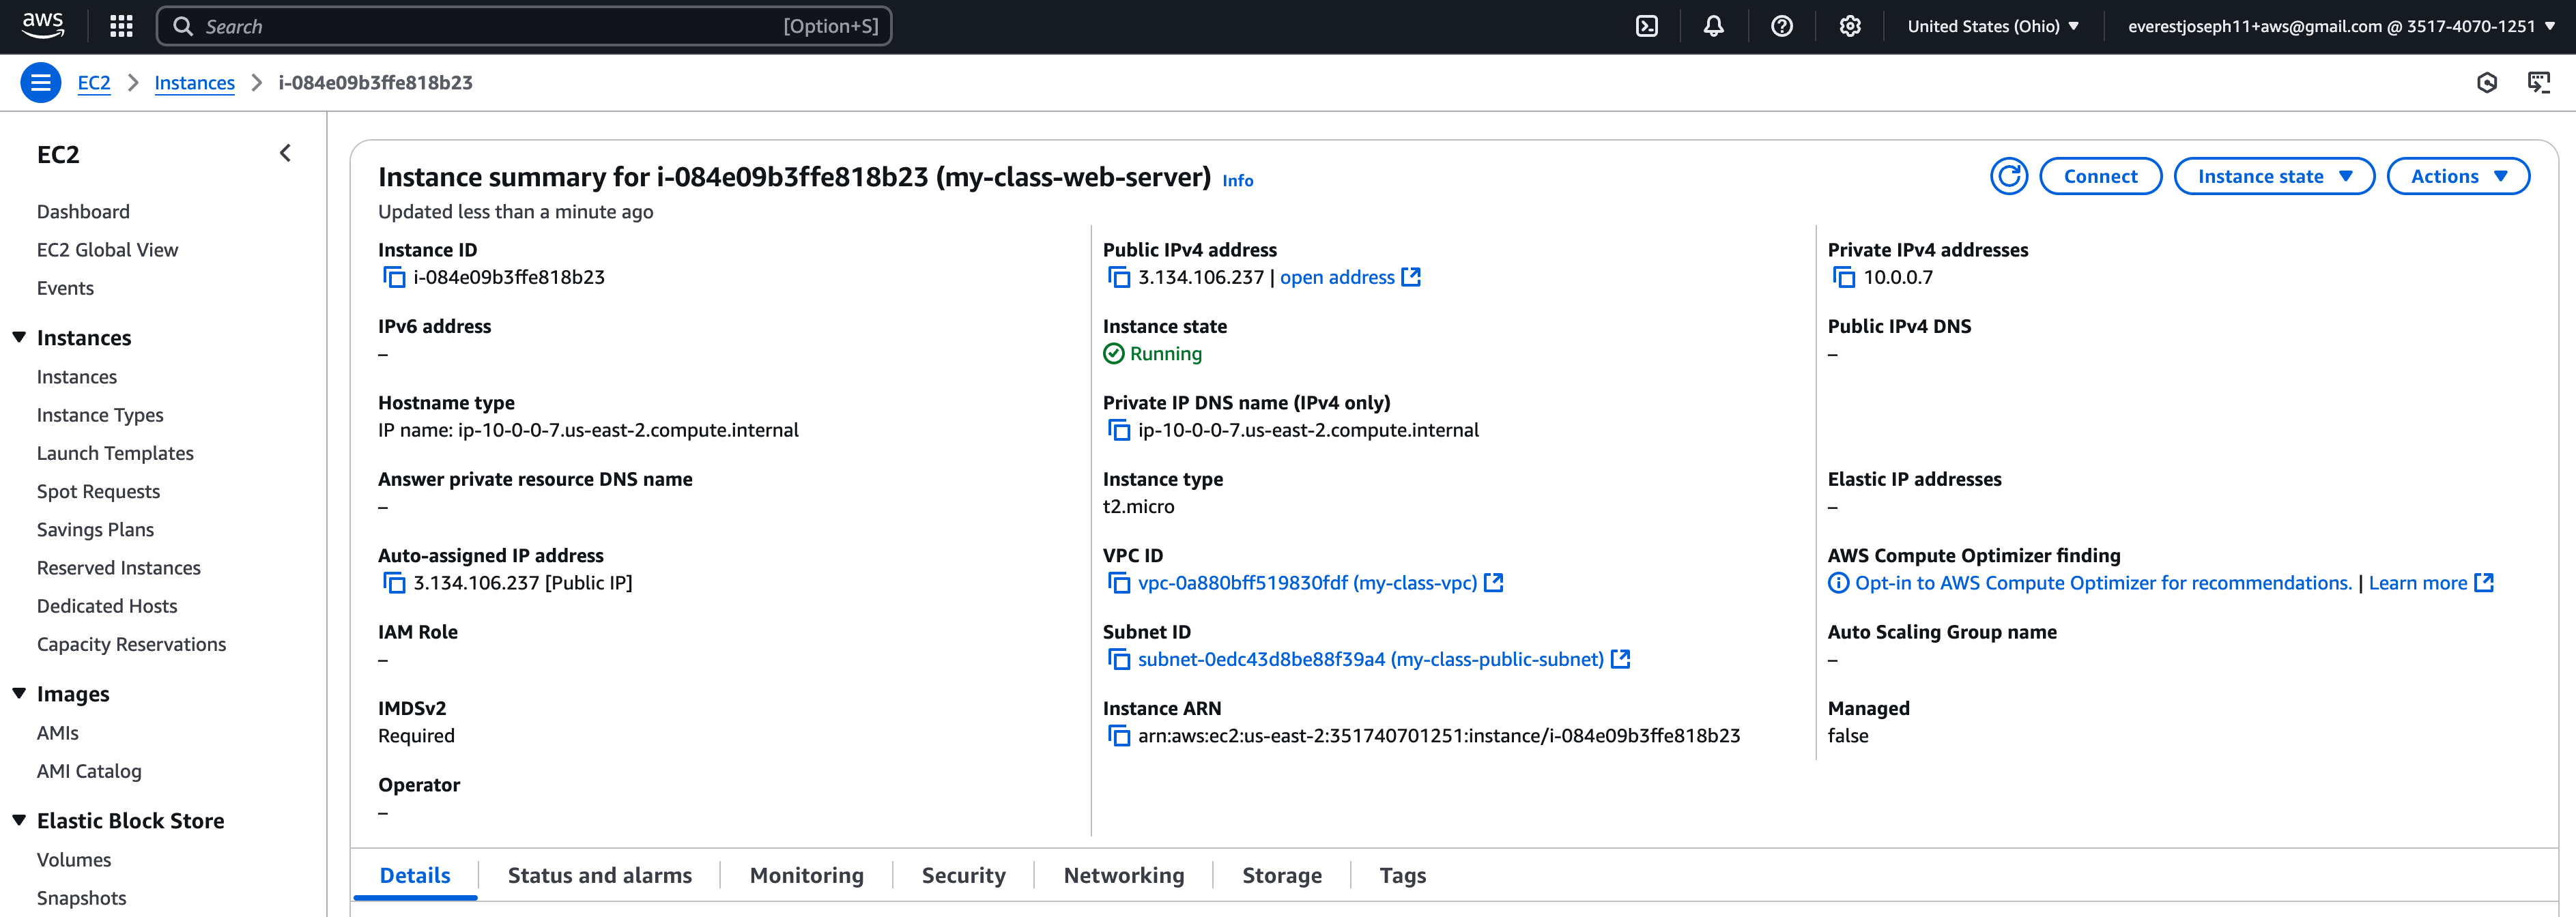 aws
Search
[Option+S]
United States (Ohio)
everestjoseph11+aws@gmail.com @ 3517-4070-1251
EC2
Instances
i-084e09b3ffe818b23
EC2
Dashboard
EC2 Global View
Events
Instances
Instances
Instance Types
Launch Templates
Spot Requests
Savings Plans
Reserved Instances
Dedicated Hosts
Capacity Reservations
Images
AMIs
AMI Catalog
Elastic Block Store
Volumes
Snapshots
Instance summary for i-084e09b3ffe818b23 (my-class-web-server) Info
Updated less than a minute ago
Connect
Instance state
Actions
Instance ID
i-084e09b3ffe818b23
IPv6 address
–
Hostname type
IP name: ip-10-0-0-7.us-east-2.compute.internal
Answer private resource DNS name
–
Auto-assigned IP address
3.134.106.237 [Public IP]
IAM Role
–
IMDSv2
Required
Operator
–
Public IPv4 address
3.134.106.237 | open address
Instance state
Running
Private IP DNS name (IPv4 only)
ip-10-0-0-7.us-east-2.compute.internal
Instance type
t2.micro
VPC ID
vpc-0a880bff519830fdf (my-class-vpc)
Subnet ID
subnet-0edc43d8be88f39a4 (my-class-public-subnet)
Instance ARN
arn:aws:ec2:us-east-2:351740701251:instance/i-084e09b3ffe818b23
Private IPv4 addresses
10.0.0.7
Public IPv4 DNS
–
Elastic IP addresses
–
AWS Compute Optimizer finding
Opt-in to AWS Compute Optimizer for recommendations. | Learn more
Auto Scaling Group name
–
Managed
false
Details
Status and alarms
Monitoring
Security
Networking
Storage
Tags